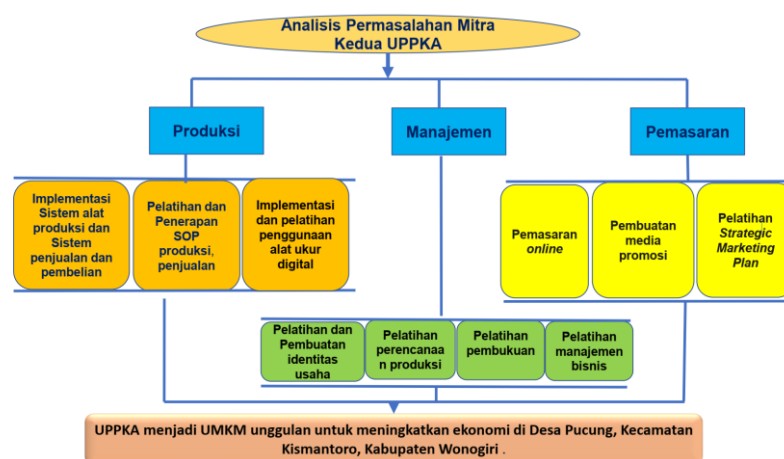 Analisis Permasalahan Mitra
Kedua UPPKA
Produksi
Manajemen
Pemasaran
Implementasi
Sistem alat
produksi dan
Sistem
penjualan dan
pembelian
Pelatihan dan
Penerapan
SOP
produksi,
penjualan
Implementasi
dan pelatihan
penggunaan
alat ukur
digital
Pemasaran
online
Pembuatan
media
promosi
Pelatihan
Strategic
Marketing
Plan
Pelatihan dan
Pembuatan
identitas
usaha
Pelatihan
perencanaa
n produksi
Pelatihan
pembukuan
Pelatihan
manajemen
bisnis
UPPKA menjadi UMKM unggulan untuk meningkatkan ekonomi di Desa Pucung, Kecamatan
Kismantoro, Kabupaten Wonogiri .